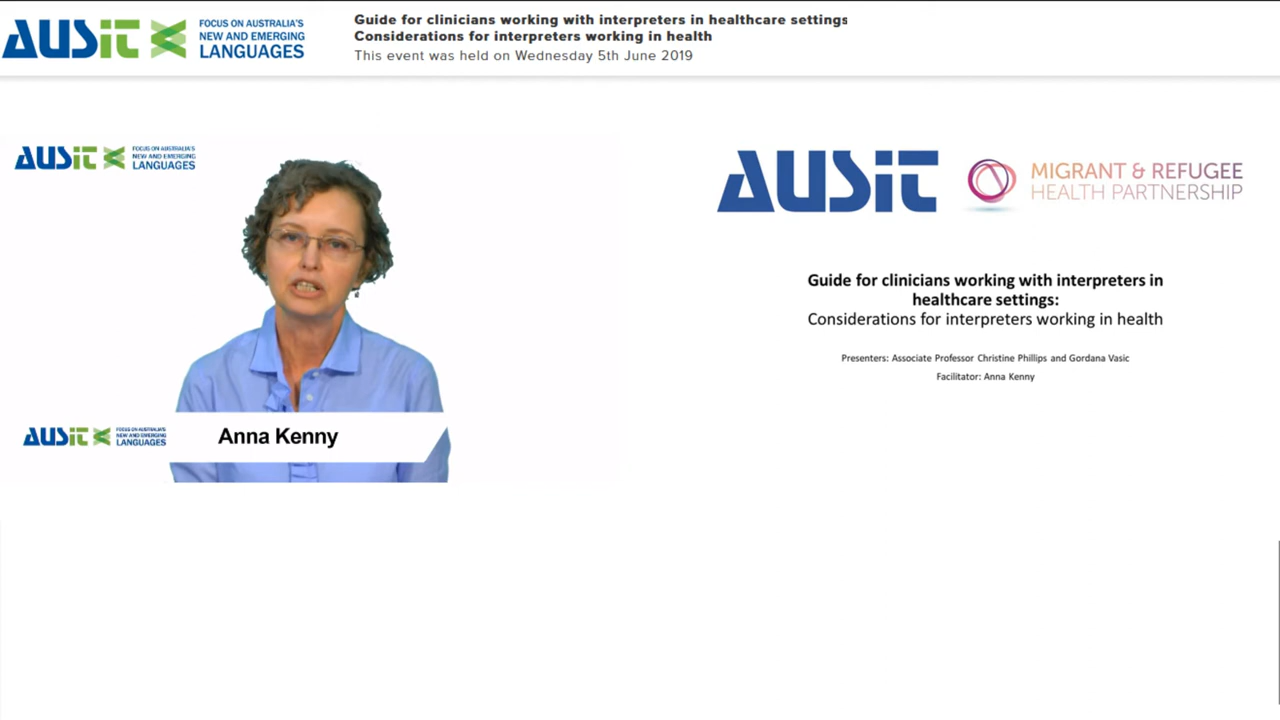 AUSiT
FOCUS ON AUSTRALIA'S
NEW AND EMERGING
LANGUAGES
Guide for clinicians working with interpreters in healthcare settings
Considerations for interpreters working in health
This event was held on Wednesday 5th June 2019
AUSiT
FOCUS ON AUSTRALIA'S
NEW AND EMERGING
LANGUAGES
AUSiT
FOCUS ON AUSTRALIA'S
NEW AND EMERGING
LANGUAGES
Anna Kenny
AUSiT
MIGRANT & REFUGEE
HEALTH PARTNERSHIP
Guide for clinicians working with interpreters in
healthcare settings:
Considerations for interpreters working in health
Presenters: Associate Professor Christine Phillips and Gordana Vasic
Facilitator: Anna Kenny